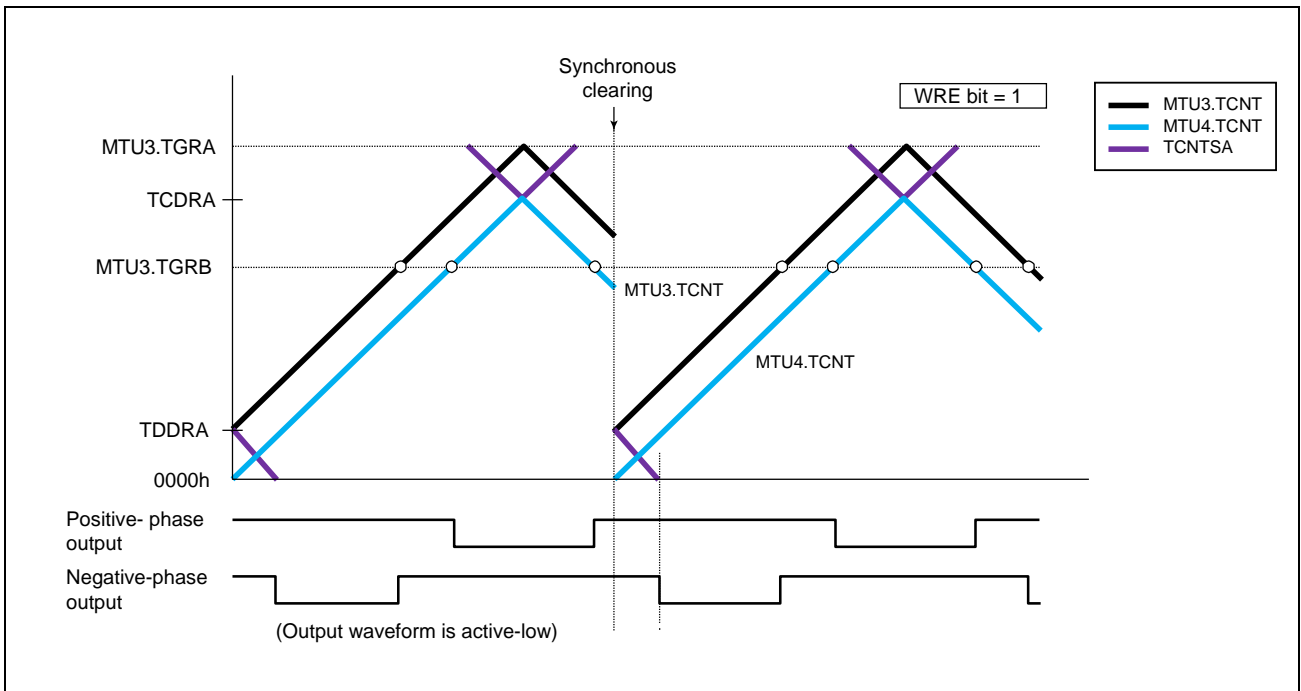 Synchronous
clearing
WRE bit = 1
MTU3.TCNT
MTU4.TCNT
TCNTSA
MTU3.TGRA
TCDRA
MTU3.TGRB
MTU3.TCNT
MTU4.TCNT
TDDRA
0000h
Positive- phase
output
Negative-phase
output
(Output waveform is active-low)